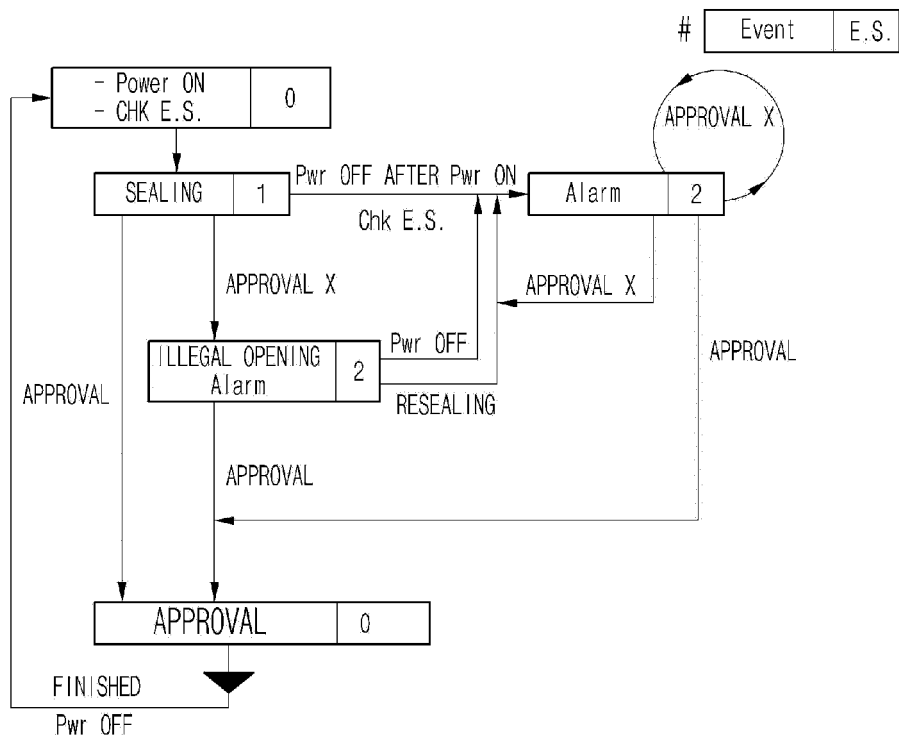 # Event E.S.
- Power ON
- CHK E.S.
0
APPROVAL X
SEALING 1
Pwr OFF AFTER Pwr ON
Chk E.S.
Alarm 2
APPROVAL X
APPROVAL X
ILLEGAL OPENING
Alarm
2
Pwr OFF
RESEALING
APPROVAL
APPROVAL
APPROVAL
APPROVAL 0
FINISHED
Pwr OFF